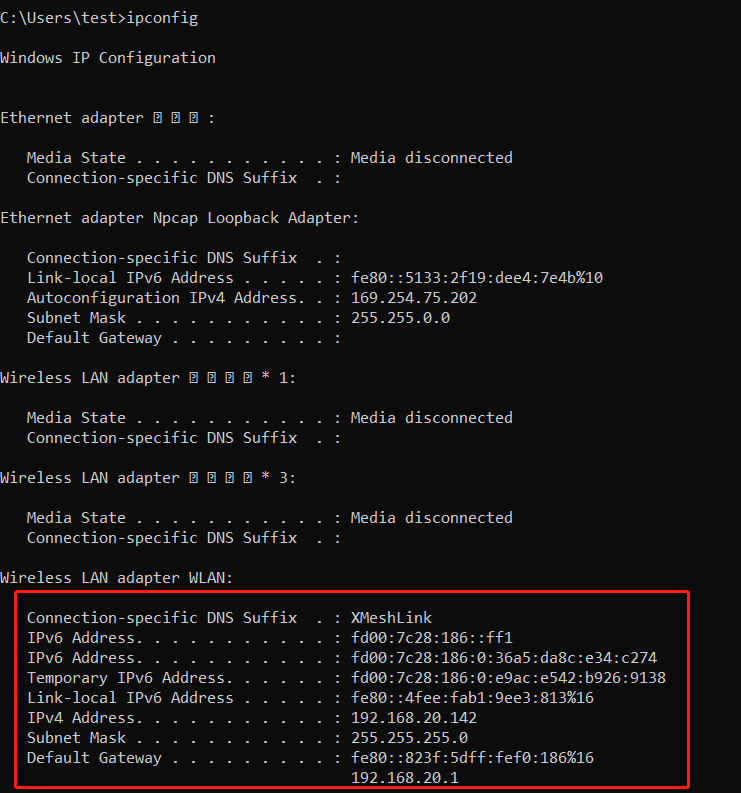 C:\Users\test>ipconfig
Windows IP Configuration
Ethernet adapter :
Media State . . . . . . . . . . . : Media disconnected
Connection-specific DNS Suffix  . :
Ethernet adapter Npcap Loopback Adapter:
Connection-specific DNS Suffix  . :
Link-local IPv6 Address . . . . . : fe80::5133:2f19:dee4:7e4b%10
Autoconfiguration IPv4 Address. . : 169.254.75.202
Subnet Mask . . . . . . . . . . . : 255.255.0.0
Default Gateway . . . . . . . . . :
Wireless LAN adapter * 1:
Media State . . . . . . . . . . . : Media disconnected
Connection-specific DNS Suffix  . :
Wireless LAN adapter * 3:
Media State . . . . . . . . . . . : Media disconnected
Connection-specific DNS Suffix  . :
Wireless LAN adapter WLAN:
Connection-specific DNS Suffix  . : XMeshLink
IPv6 Address. . . . . . . . . . . : fd00:7c28:186::ff1
IPv6 Address. . . . . . . . . . . : fd00:7c28:186:0:36a5:da8c:e34:c274
Temporary IPv6 Address. . . . . . : fd00:7c28:186:0:e9ac:e542:b926:9138
Link-local IPv6 Address . . . . . : fe80::4fee:fab1:9ee3:813%16
IPv4 Address. . . . . . . . . . . : 192.168.20.142
Subnet Mask . . . . . . . . . . . : 255.255.255.0
Default Gateway . . . . . . . . . : fe80::823f:5dff:fef0:186%16
192.168.20.1